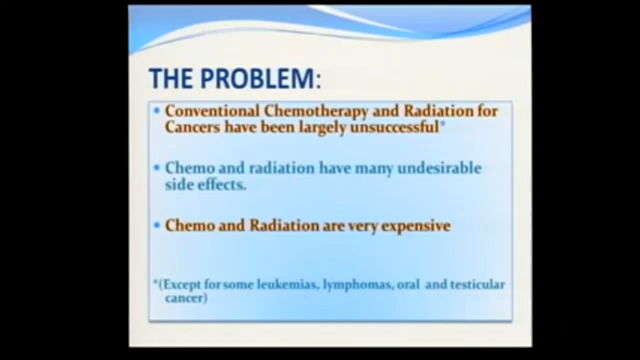 THE PROBLEM:
• Conventional Chemotherapy and Radiation for
Cancers have been largely unsuccessful*
• Chemo and radiation have many undesirable
side effects.
• Chemo and Radiation are very expensive
*(Except for some leukemias, lymphomas, oral and testicular
cancer)